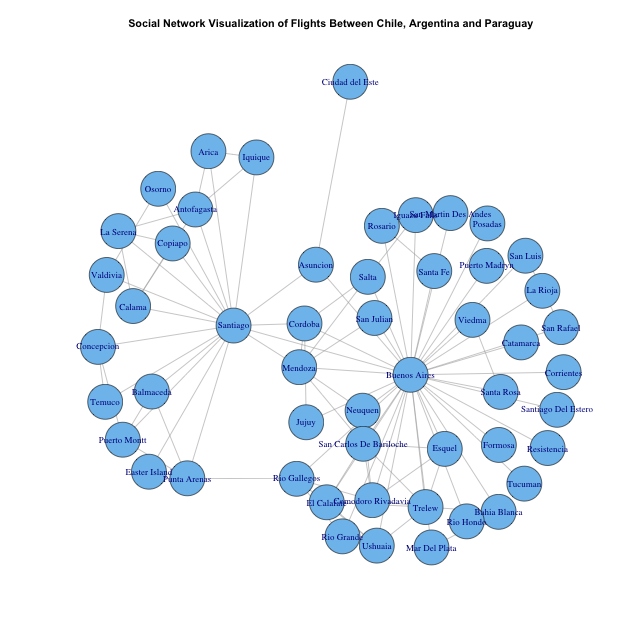 Social Network Visualization of Flights Between Chile, Argentina and Paraguay
Ciudad del Este
Arica
Iquique
Osorno
Antofagasta
La Serena
Copiapo
Valdivia
Calama
Santiago
Concepcion
Temuco
Balmaceda
Puerto Montt
Easter Island
Punta Arenas
Asuncion
Cordoba
Mendoza
Jujuy
Salta
San Julian
Rosario
San Martin Des Andes
Posadas
Santa Fe
Puerto Madryn
San Luis
La Rioja
Viedma
San Rafael
Catamarca
Buenos Aires
Corrientes
Santa Rosa
Santiago Del Estero
Neuquen
San Carlos De Bariloche
Esquel
Formosa
Resistencia
Rio Gallegos
Tucuman
El Calafate
Comodoro Rivadavia
Trelew
Bahia Blanca
Rio Hondo
Rio Grande
Ushuaia
Mar Del Plata